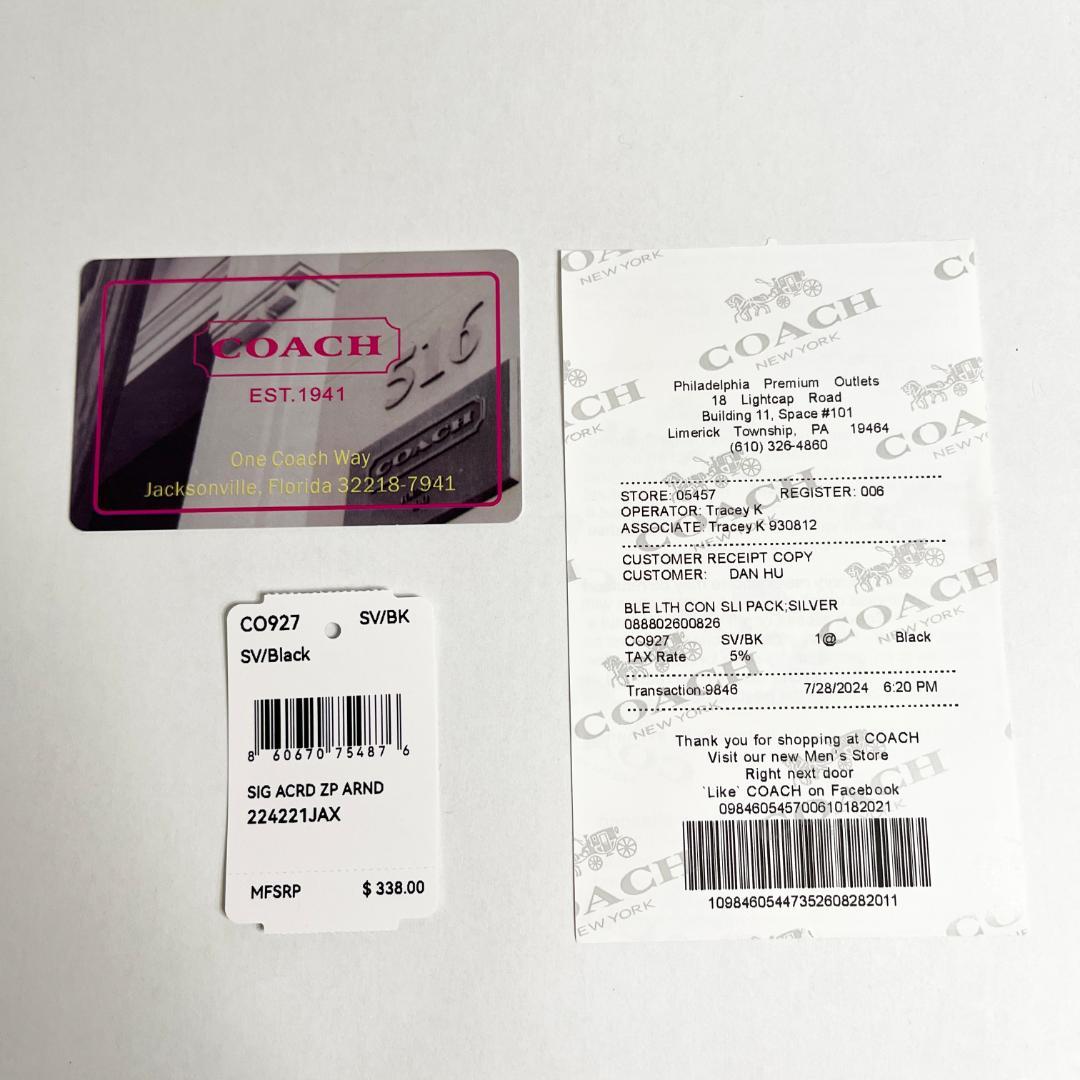 COACH
EST.1941
516
COACH
One Coach Way
Jacksonville, Florida 32218-7941
CO927 SV/BK
SV/Black
8 60670 75487 6
SIG ACRD ZP ARND
224221JAX
MFSRP $ 338.00
COACH
NEW YORK
Philadelphia Premium Outlets
18 Lightcap Road
Building 11, Space #101
Limerick Township, PA 19464
(610) 326-4860
STORE: 05457 REGISTER: 006
OPERATOR: Tracey K
ASSOCIATE: Tracey K 930812
CUSTOMER RECEIPT COPY
CUSTOMER: DAN HU
BLE LTH CON SLI PACK;SILVER
088802600826
CO927 SV/BK 1@ Black
TAX Rate 5%
Transaction:9846 7/28/2024 6:20 PM
Thank you for shopping at COACH
Visit our new Men's Store
Right next door
`Like` COACH on Facebook
098460545700610182021
10984605447352608282011